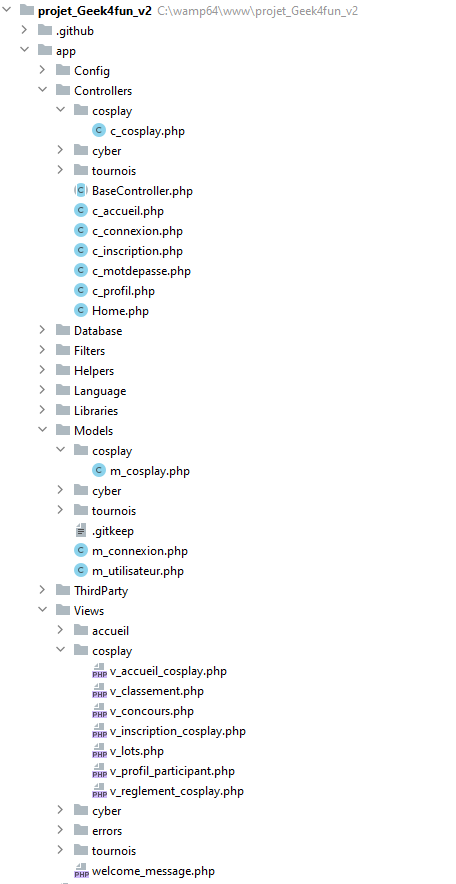 projet_Geek4fun_v2 C:\wamp64\www\projet_Geek4fun_v2
.github
app
Config
Controllers
cosplay
c_cosplay.php
cyber
tournois
BaseController.php
c_accueil.php
c_connexion.php
c_inscription.php
c_motdepasse.php
c_profil.php
Home.php
Database
Filters
Helpers
Language
Libraries
Models
cosplay
m_cosplay.php
cyber
tournois
.gitkeep
m_connexion.php
m_utilisateur.php
ThirdParty
Views
accueil
cosplay
v_accueil_cosplay.php
v_classement.php
v_concours.php
v_inscription_cosplay.php
v_lots.php
v_profil_participant.php
v_reglement_cosplay.php
cyber
errors
tournois
welcome_message.php